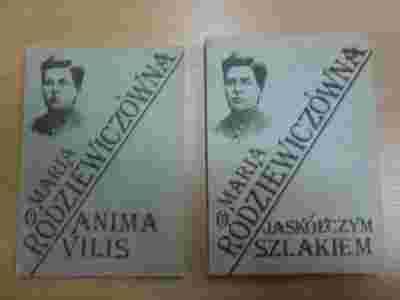 MARIA
RODZIEWICZÓWNA
ANIMA
VILIS
MARIA
RODZIEWICZÓWNA
JASKÓŁCZYM
SZLAKIEM